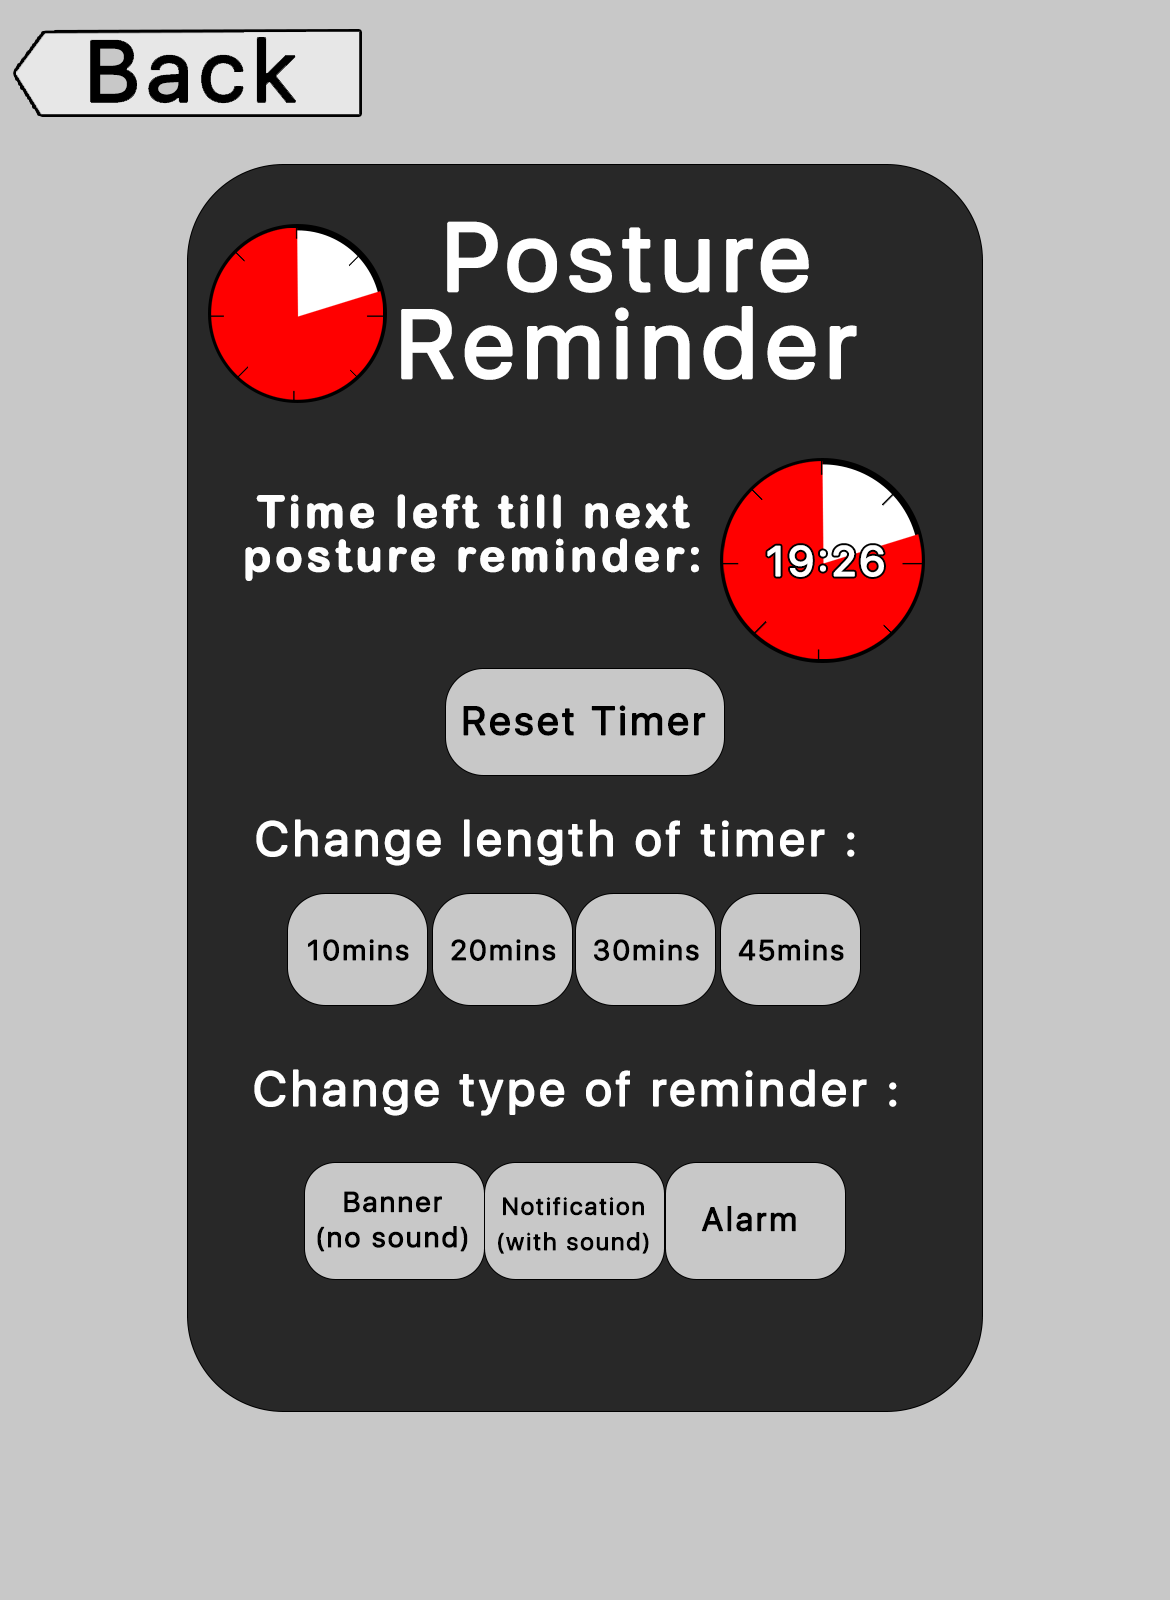 Back
Posture
Reminder
Time left till next
posture reminder:
19:26
Reset Timer
Change length of timer :
10mins 20mins 30mins 45mins
Change type of reminder :
Banner
(no sound)
Notification
(with sound)
Alarm